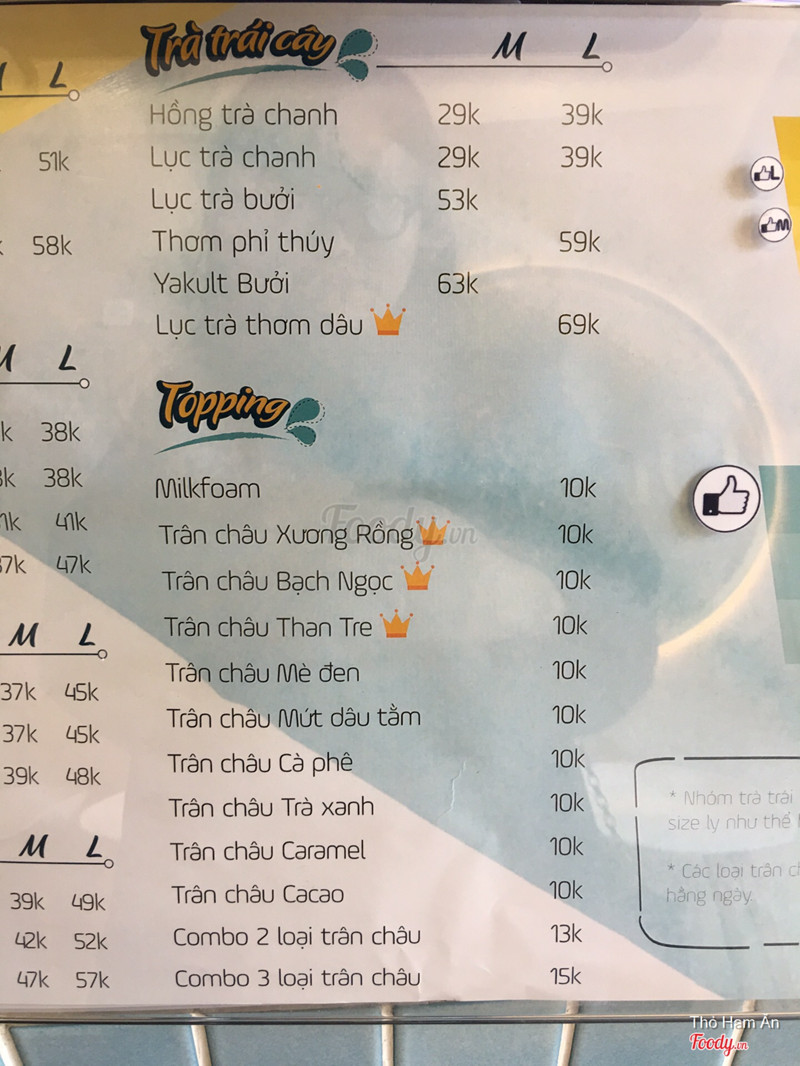 Trà trái cây M L
Hồng trà chanh 29k 39k
Lục trà chanh 29k 39k
Lục trà bưởi 53k
Thơm phỉ thúy 59k
Yakult Bưởi 63k
Lục trà thơm dâu 69k
Topping
Milkfoam 10k
Trân châu Xương Rồng 10k
Trân châu Bạch Ngọc 10k
Trân châu Than Tre 10k
Trân châu Mè đen 10k
Trân châu Mứt dâu tằm 10k
Trân châu Cà phê 10k
Trân châu Trà xanh 10k
Trân châu Caramel 10k
Trân châu Cacao 10k
Combo 2 loại trân châu 13k
Combo 3 loại trân châu 15k
L
51k
58k
M L
38k
38k
41k
47k
M L
37k 45k
37k 45k
39k 48k
M L
39k 49k
42k 52k
47k 57k
L
M
* Nhóm trà trái
size ly như thể
* Các loại trân
hằng ngày.
Foody.vn
Thỏ Ham Ăn
Foody.vn